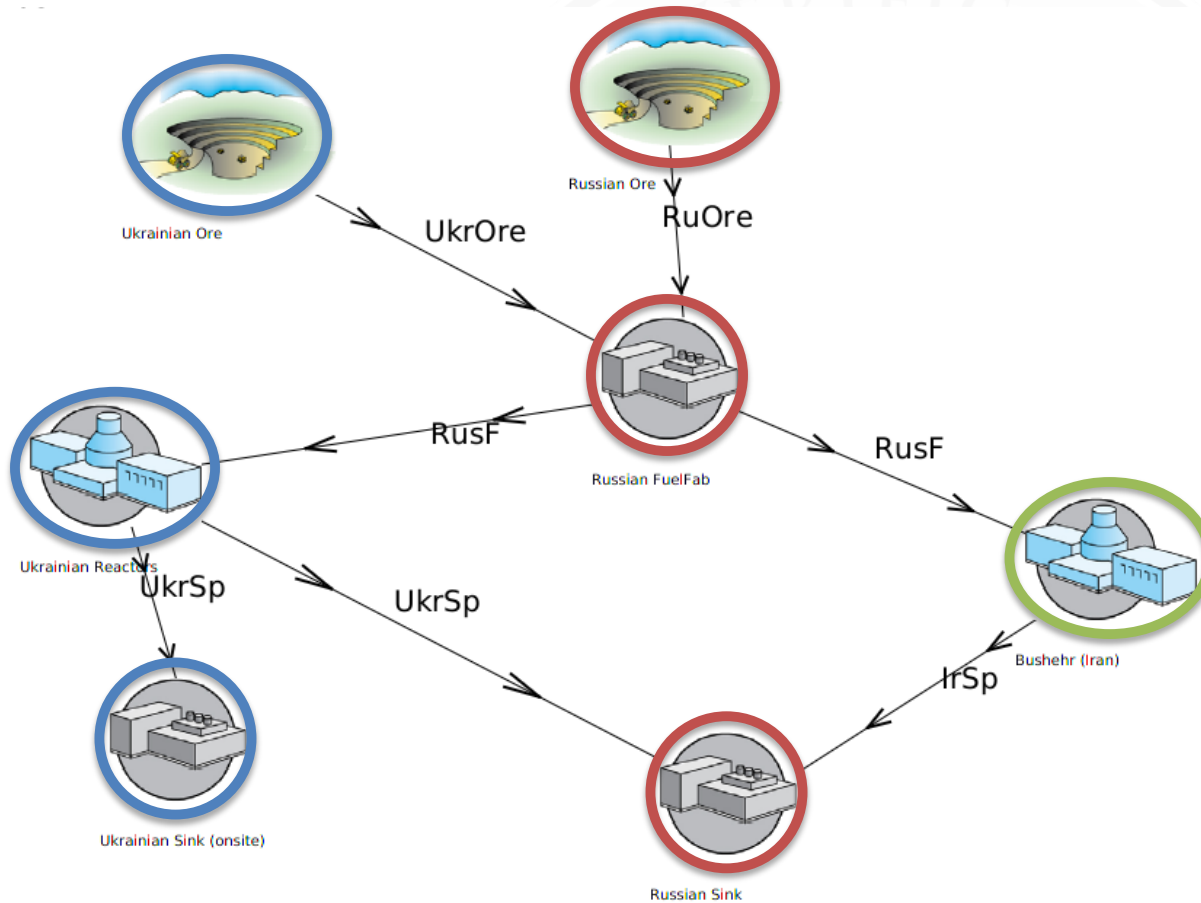 Russian Ore
Ukrainian Ore
UkrOre
RuOre
RusF
RusF
Russian FuelFab
Ukrainian Reactors
UkrSp
UkrSp
Bushehr (Iran)
IrSp
Ukrainian Sink (onsite)
Russian Sink